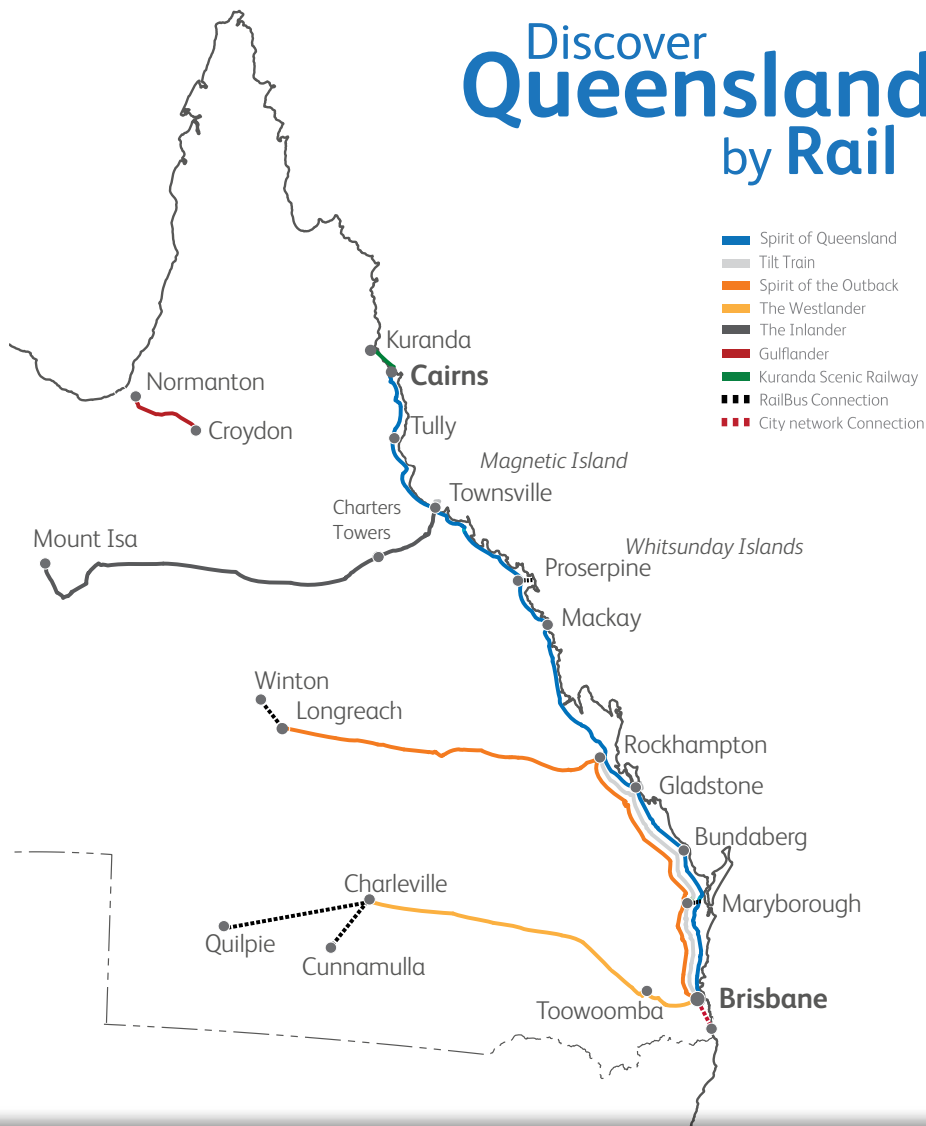 Discover
Queensland
by Rail
Spirit of Queensland
Tilt Train
Spirit of the Outback
The Westlander
The Inlander
Gulflander
Kuranda Scenic Railway
RailBus Connection
City network Connection
Kuranda
Cairns
Normanton
Croydon
Tully
Magnetic Island
Townsville
Charters
Towers
Mount Isa
Whitsunday Islands
Proserpine
Mackay
Winton
Longreach
Rockhampton
Gladstone
Bundaberg
Charleville
Maryborough
Quilpie
Cunnamulla
Toowoomba
Brisbane